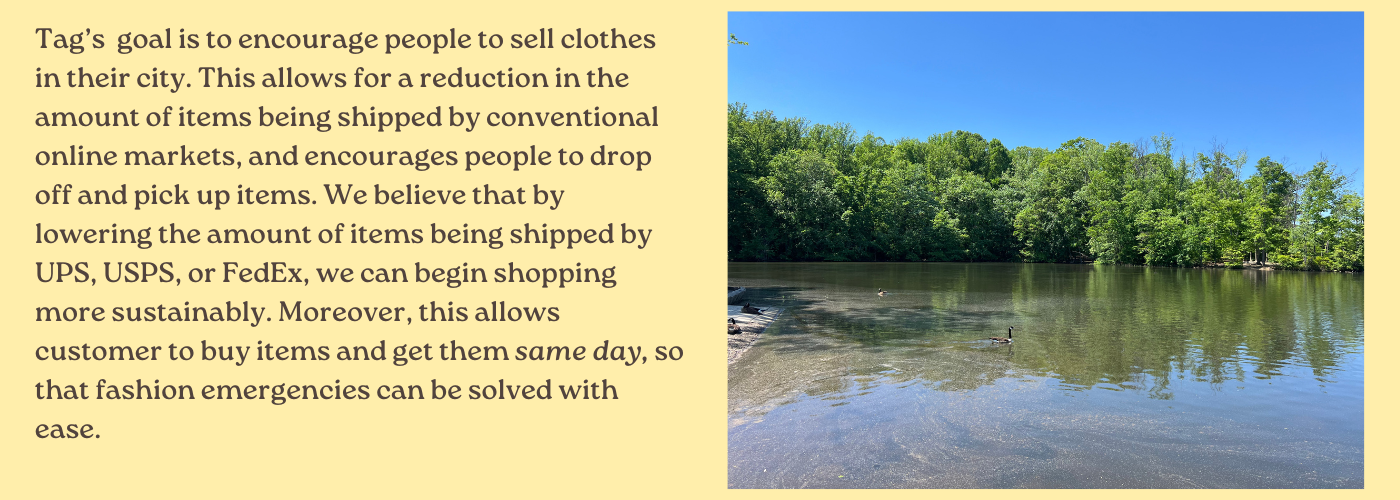 Tag’s  goal is to encourage people to sell clothes
in their city. This allows for a reduction in the
amount of items being shipped by conventional
online markets, and encourages people to drop
off and pick up items. We believe that by
lowering the amount of items being shipped by
UPS, USPS, or FedEx, we can begin shopping
more sustainably. Moreover, this allows
customer to buy items and get them same day, so
that fashion emergencies can be solved with
ease.